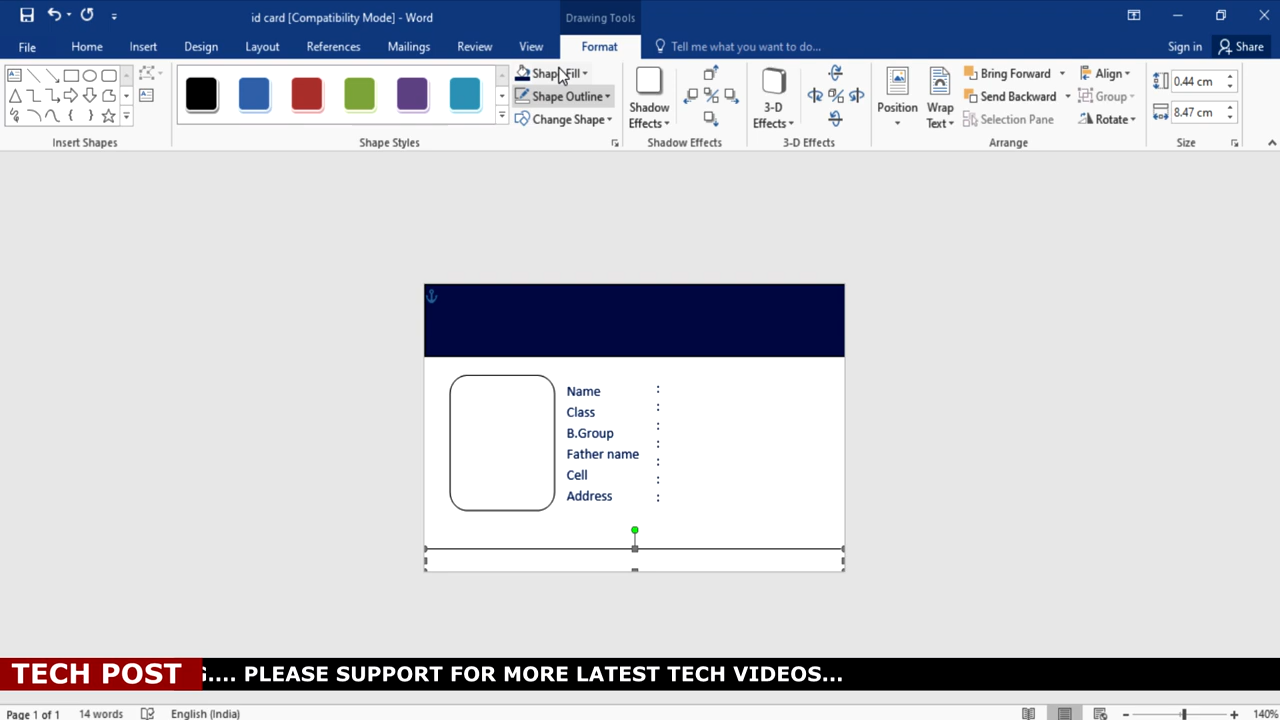 id card [Compatibility Mode] - Word
Drawing Tools
File
Home
Insert
Design
Layout
References
Mailings
Review
View
Format
Tell me what you want to do...
Sign in
Share
Shape Fill
Shape Outline
Change Shape
Shadow
Effects
3-D
Effects
Position
Wrap
Text
Bring Forward
Send Backward
Selection Pane
Align
Group
Rotate
0.44 cm
8.47 cm
Insert Shapes
Shape Styles
Shadow Effects
3-D Effects
Arrange
Size
Name :
Class :
B.Group :
Father name :
Cell :
Address :
:
TECH POST
.... PLEASE SUPPORT FOR MORE LATEST TECH VIDEOS...
Page 1 of 1
14 words
English (India)
140%